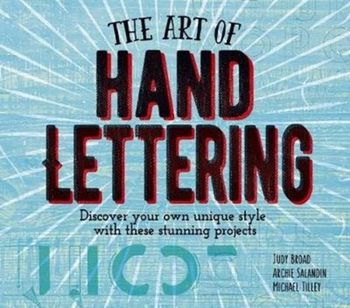 THE ART OF
HAND
LETTERING
Discover your own unique style
with these stunning projects
JUDY BROAD
ARCHIE SALANDIN
MICHAEL TILLEY